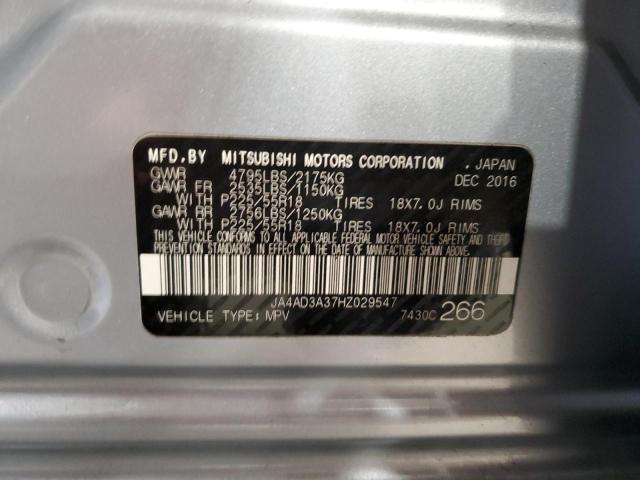 MFD. BY MITSUBISHI MOTORS CORPORATION . JAPAN
GVWR 4795LBS/2175KG DEC 2016
GAWR FR 2535LBS/1150KG
WITH P225/55R18 TIRES 18X7.0J RIMS
GAWR RR 2756LBS/1250KG
WITH P225/55R18 TIRES 18X7.0J RIMS
THIS VEHICLE CONFORMS TO ALL APPLICABLE FEDERAL MOTOR VEHICLE SAFETY AND THEFT
PREVENTION STANDARDS IN EFFECT ON THE DATE OF MANUFACTURE SHOWN ABOVE.
JA4AD3A37HZ029547
VEHICLE TYPE: MPV 7430C 266